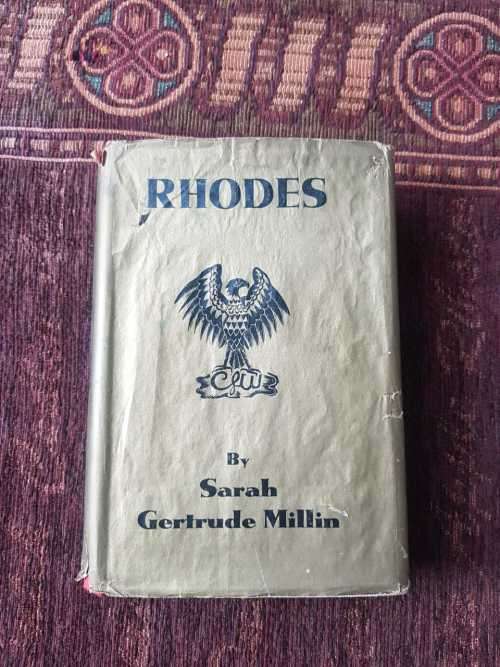 RHODES
C&W
By
Sarah
Gertrude Millin